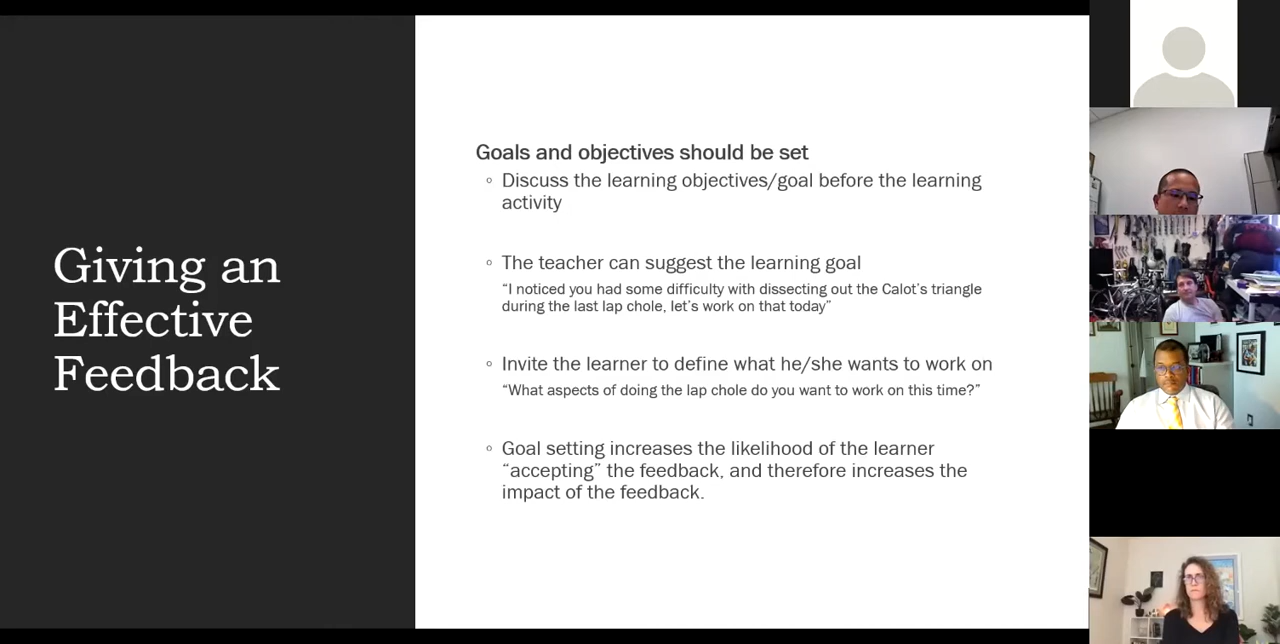 Giving an
Effective
Feedback
Goals and objectives should be set
◦ Discuss the learning objectives/goal before the learning
activity
◦ The teacher can suggest the learning goal
“I noticed you had some difficulty with dissecting out the Calot’s triangle
during the last lap chole, let’s work on that today”
◦ Invite the learner to define what he/she wants to work on
“What aspects of doing the lap chole do you want to work on this time?”
◦ Goal setting increases the likelihood of the learner
“accepting” the feedback, and therefore increases the
impact of the feedback.